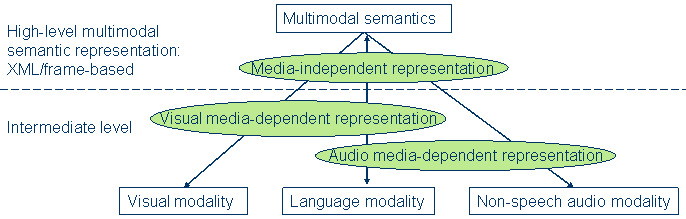 Multimodal semantics
High-level multimodal
semantic representation:
XML/frame-based
Media-independent representation
Visual media-dependent representation
Intermediate level
Audio media-dependent representation
Visual modality
Language modality
Non-speech audio modality